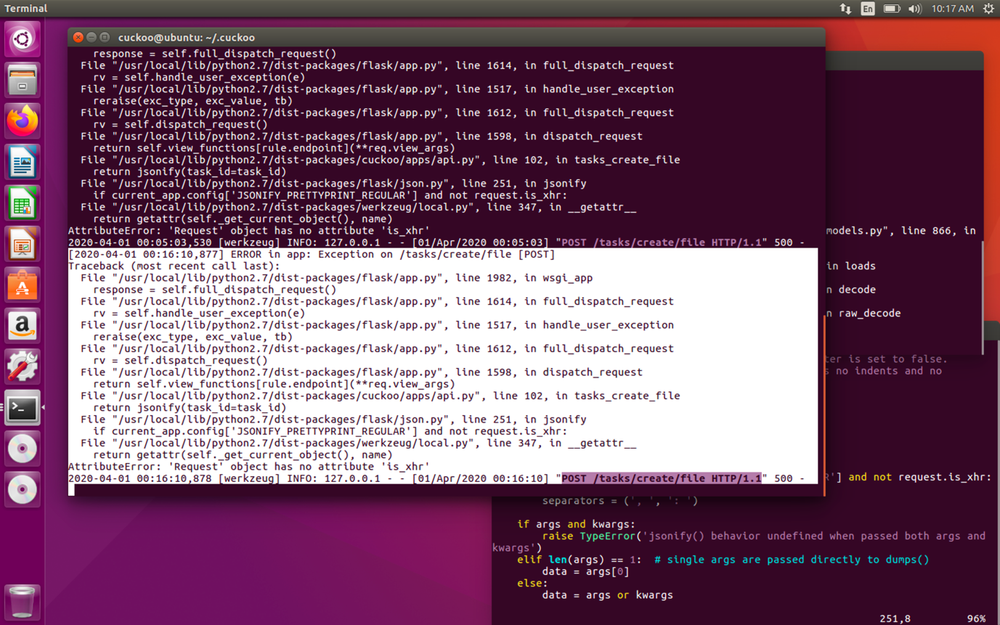 Terminal
En
10:17 AM
cuckoo@ubuntu: ~/.cuckoo
response = self.full_dispatch_request()
File "/usr/local/lib/python2.7/dist-packages/flask/app.py", line 1614, in full_dispatch_request
rv = self.handle_user_exception(e)
File "/usr/local/lib/python2.7/dist-packages/flask/app.py", line 1517, in handle_user_exception
reraise(exc_type, exc_value, tb)
File "/usr/local/lib/python2.7/dist-packages/flask/app.py", line 1612, in full_dispatch_request
rv = self.dispatch_request()
File "/usr/local/lib/python2.7/dist-packages/flask/app.py", line 1598, in dispatch_request
return self.view_functions[rule.endpoint](**req.view_args)
File "/usr/local/lib/python2.7/dist-packages/cuckoo/apps/api.py", line 102, in tasks_create_file
return jsonify(task_id=task_id)
File "/usr/local/lib/python2.7/dist-packages/flask/json.py", line 251, in jsonify
if current_app.config['JSONIFY_PRETTYPRINT_REGULAR'] and not request.is_xhr:
File "/usr/local/lib/python2.7/dist-packages/werkzeug/local.py", line 347, in __getattr__
return getattr(self._get_current_object(), name)
AttributeError: 'Request' object has no attribute 'is_xhr'
2020-04-01 00:05:03,530 [werkzeug] INFO: 127.0.0.1 - - [01/Apr/2020 00:05:03] "POST /tasks/create/file HTTP/1.1" 500 -
[2020-04-01 00:16:10,877] ERROR in app: Exception on /tasks/create/file [POST]
Traceback (most recent call last):
File "/usr/local/lib/python2.7/dist-packages/flask/app.py", line 1982, in wsgi_app
response = self.full_dispatch_request()
File "/usr/local/lib/python2.7/dist-packages/flask/app.py", line 1614, in full_dispatch_request
rv = self.handle_user_exception(e)
File "/usr/local/lib/python2.7/dist-packages/flask/app.py", line 1517, in handle_user_exception
reraise(exc_type, exc_value, tb)
File "/usr/local/lib/python2.7/dist-packages/flask/app.py", line 1612, in full_dispatch_request
rv = self.dispatch_request()
File "/usr/local/lib/python2.7/dist-packages/flask/app.py", line 1598, in dispatch_request
return self.view_functions[rule.endpoint](**req.view_args)
File "/usr/local/lib/python2.7/dist-packages/cuckoo/apps/api.py", line 102, in tasks_create_file
return jsonify(task_id=task_id)
File "/usr/local/lib/python2.7/dist-packages/flask/json.py", line 251, in jsonify
if current_app.config['JSONIFY_PRETTYPRINT_REGULAR'] and not request.is_xhr:
File "/usr/local/lib/python2.7/dist-packages/werkzeug/local.py", line 347, in __getattr__
return getattr(self._get_current_object(), name)
AttributeError: 'Request' object has no attribute 'is_xhr'
2020-04-01 00:16:10,878 [werkzeug] INFO: 127.0.0.1 - - [01/Apr/2020 00:16:10] "POST /tasks/create/file HTTP/1.1" 500 -
models.py", line 866, in
in loads
n decode
n raw_decode
ter is set to false.
s no indents and no
R'] and not request.is_xhr:
separators = (', ', ': ')
if args and kwargs:
raise TypeError('jsonify() behavior undefined when passed both args and
kwargs')
elif len(args) == 1: # single args are passed directly to dumps()
data = args[0]
else:
data = args or kwargs
251,8 96%